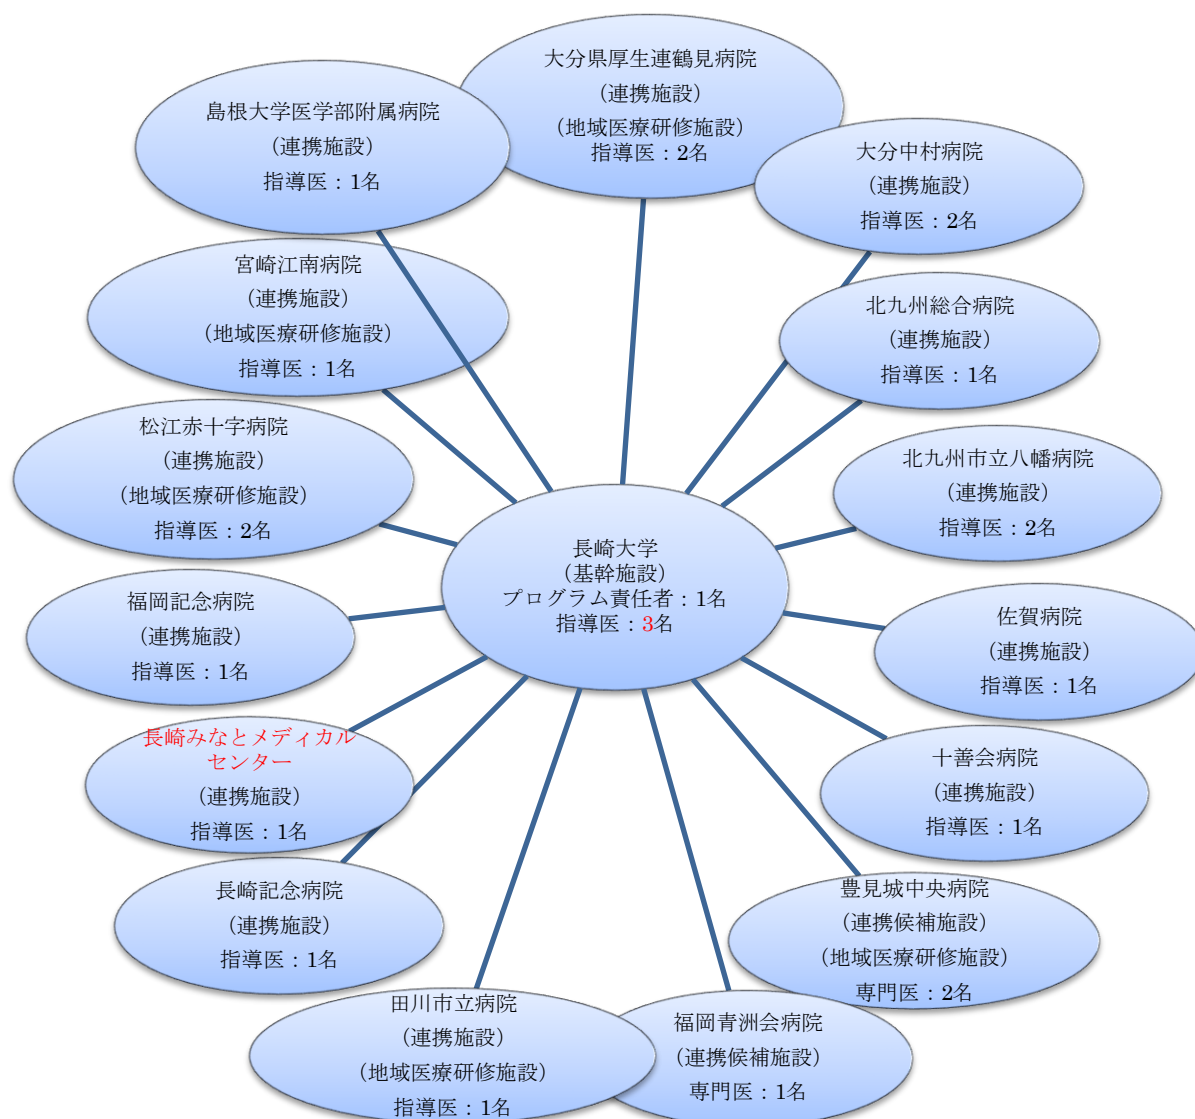 大分県厚生連鶴見病院
(連携施設)
(地域医療研修施設)
指導医:2名
島根大学医学部附属病院
(連携施設)
指導医:1名
大分中村病院
(連携施設)
指導医:2名
宮崎江南病院
(連携施設)
(地域医療研修施設)
指導医:1名
北九州総合病院
(連携施設)
指導医:1名
松江赤十字病院
(連携施設)
(地域医療研修施設)
指導医:2名
北九州市立八幡病院
(連携施設)
指導医:2名
長崎大学
(基幹施設)
プログラム責任者:1名
指導医:3名
福岡記念病院
(連携施設)
指導医:1名
佐賀病院
(連携施設)
指導医:1名
長崎みなとメディカル
センター
(連携施設)
指導医:1名
十善会病院
(連携施設)
指導医:1名
長崎記念病院
(連携施設)
指導医:1名
豊見城中央病院
(連携候補施設)
(地域医療研修施設)
専門医:2名
田川市立病院
(連携施設)
(地域医療研修施設)
指導医:1名
福岡青洲会病院
(連携候補施設)
専門医:1名